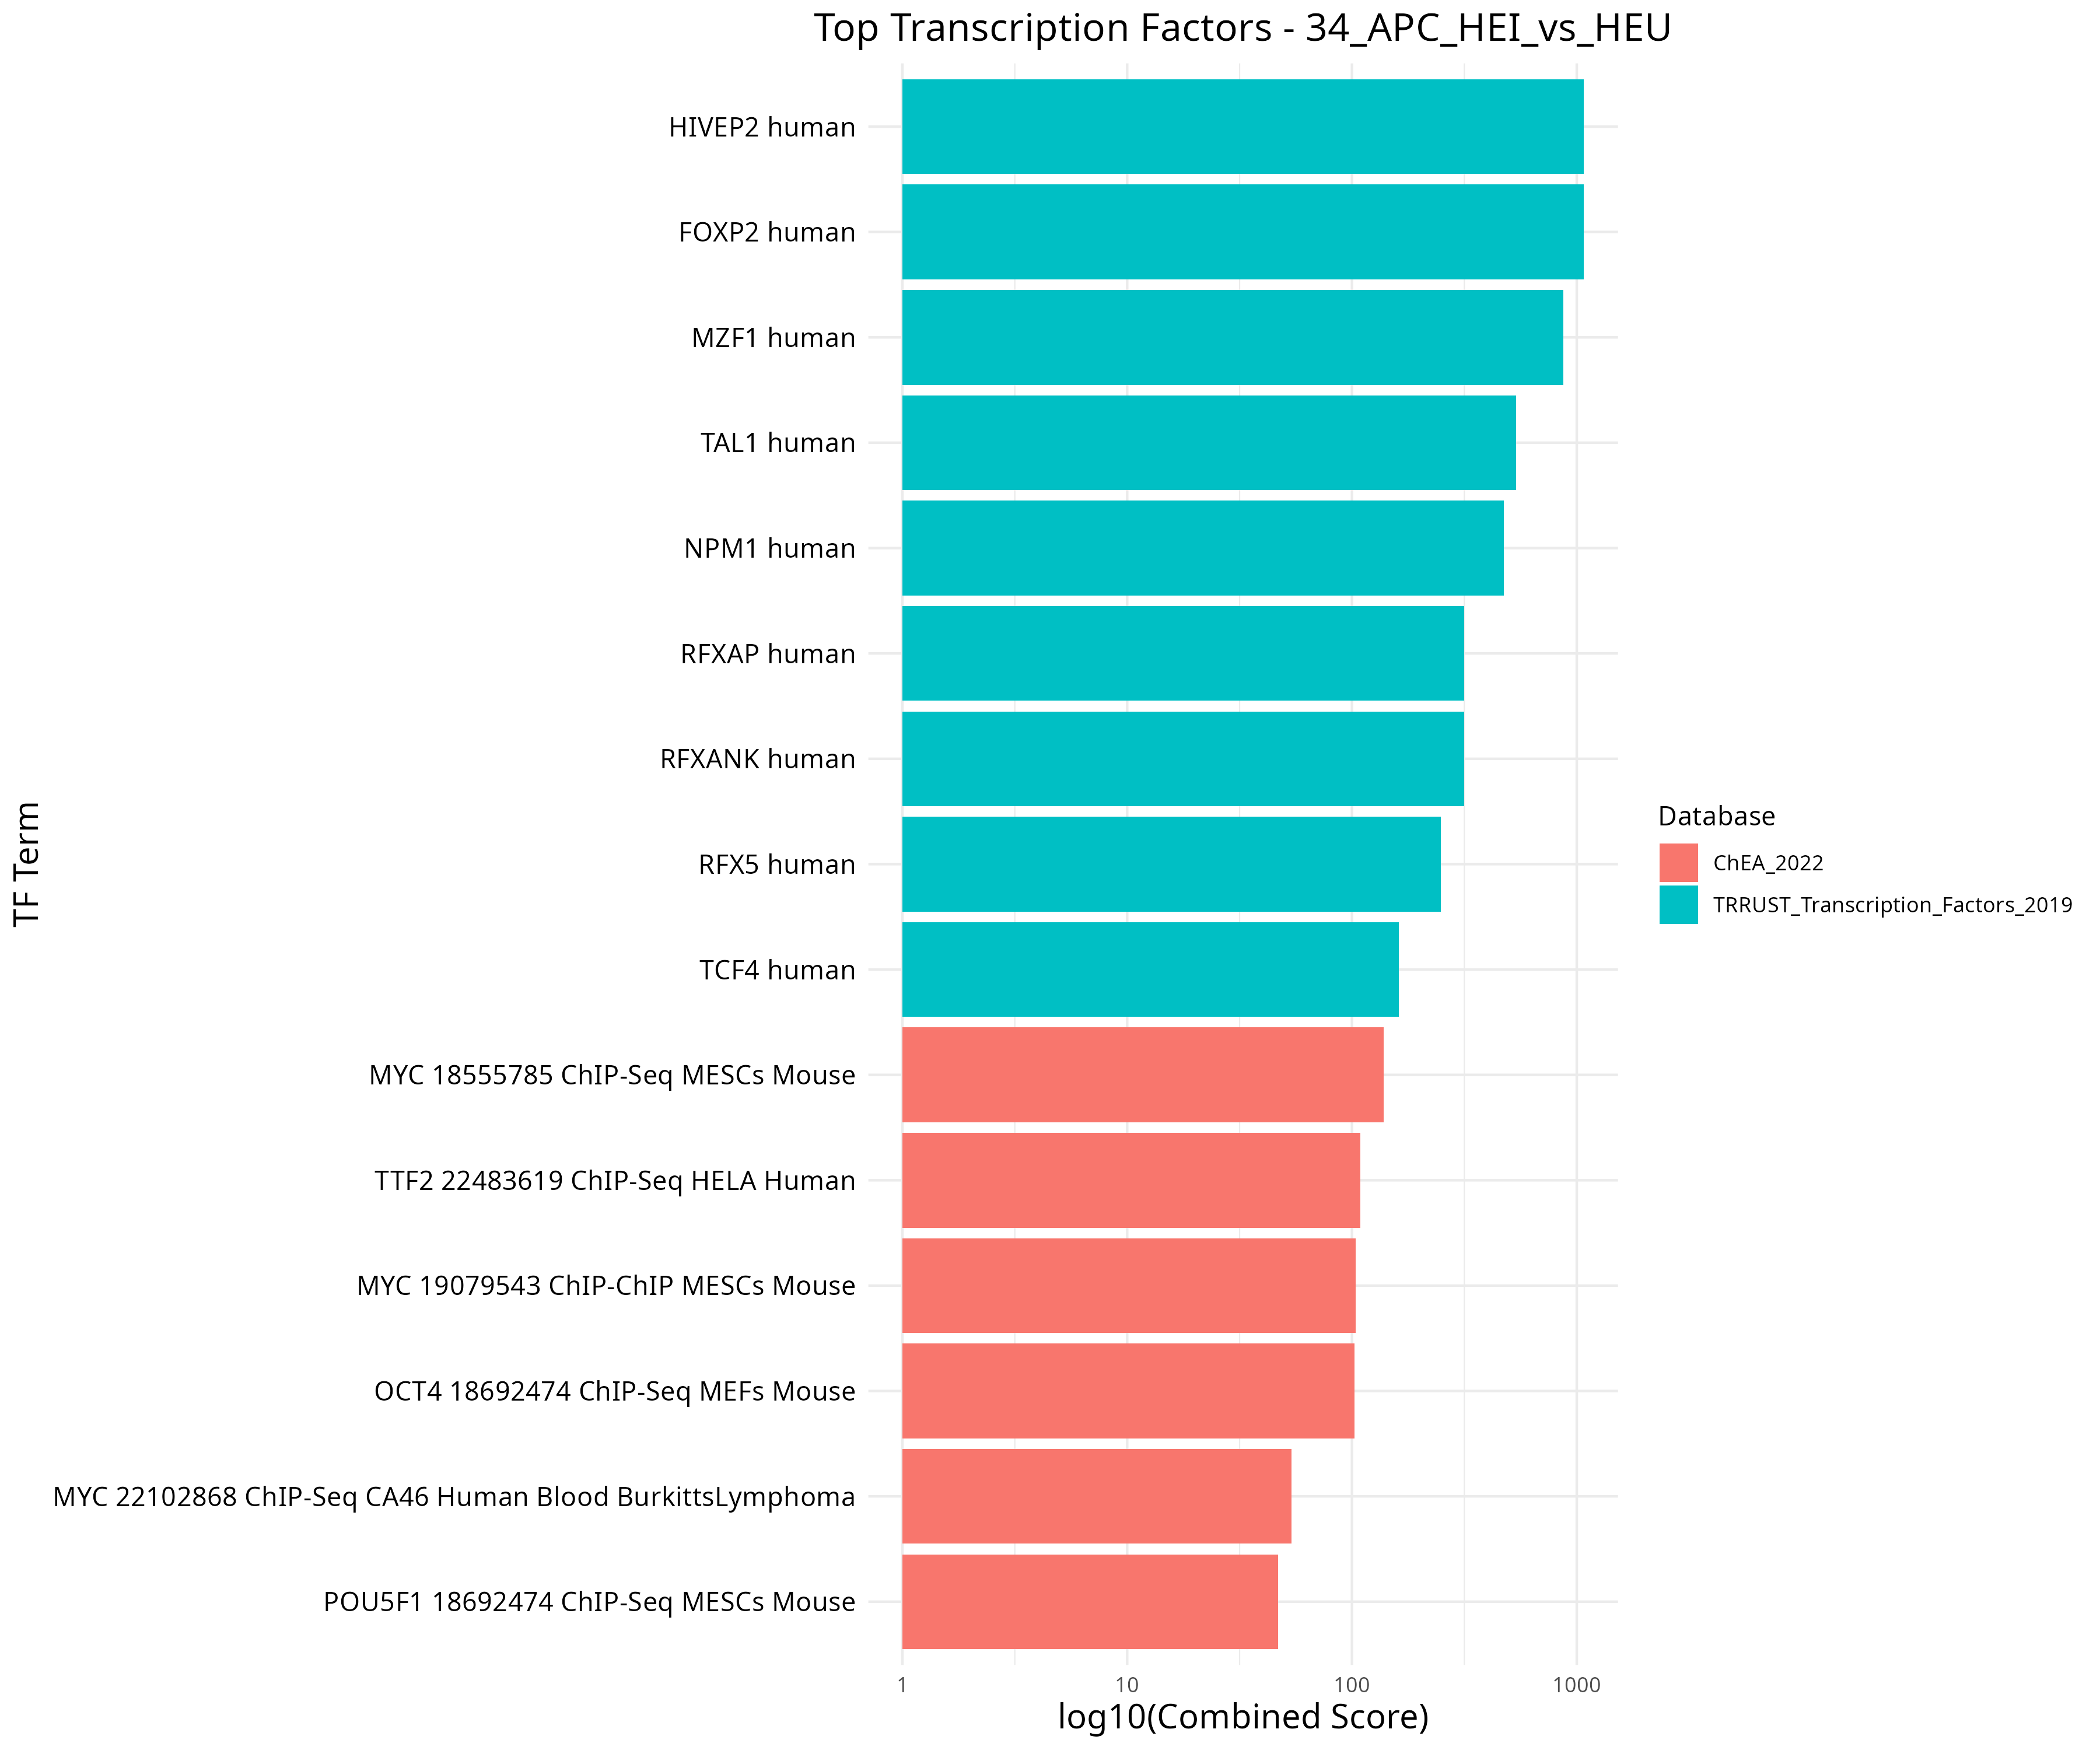 Top Transcription Factors - 34_APC_HEI_vs_HEU
HIVEP2 human
FOXP2 human
MZF1 human
TAL1 human
NPM1 human
RFXAP human
RFXANK human
RFX5 human
TCF4 human
MYC 18555785 ChIP-Seq MESCs Mouse
TTF2 22483619 ChIP-Seq HELA Human
MYC 19079543 ChIP-ChIP MESCs Mouse
OCT4 18692474 ChIP-Seq MEFs Mouse
MYC 22102868 ChIP-Seq CA46 Human Blood BurkittsLymphoma
POU5F1 18692474 ChIP-Seq MESCs Mouse
TF Term
1 10 100 1000
log10(Combined Score)
Database
ChEA_2022
TRRUST_Transcription_Factors_2019